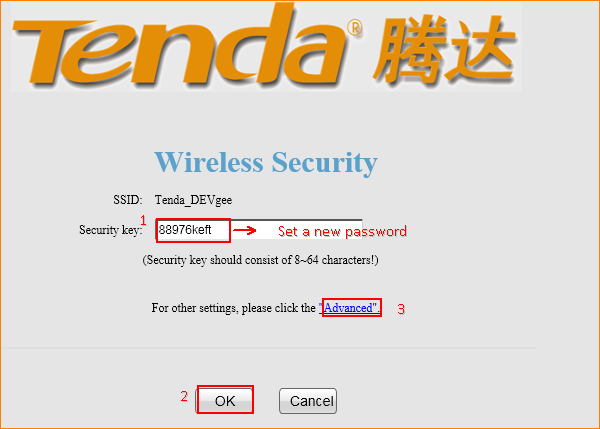 Tenda® 腾达
Wireless Security
SSID: Tenda_DEVgee
1
Security key: 88976keft Set a new password
(Security key should consist of 8~64 characters!)
For other settings, please click the "Advanced". 3
2 OK Cancel